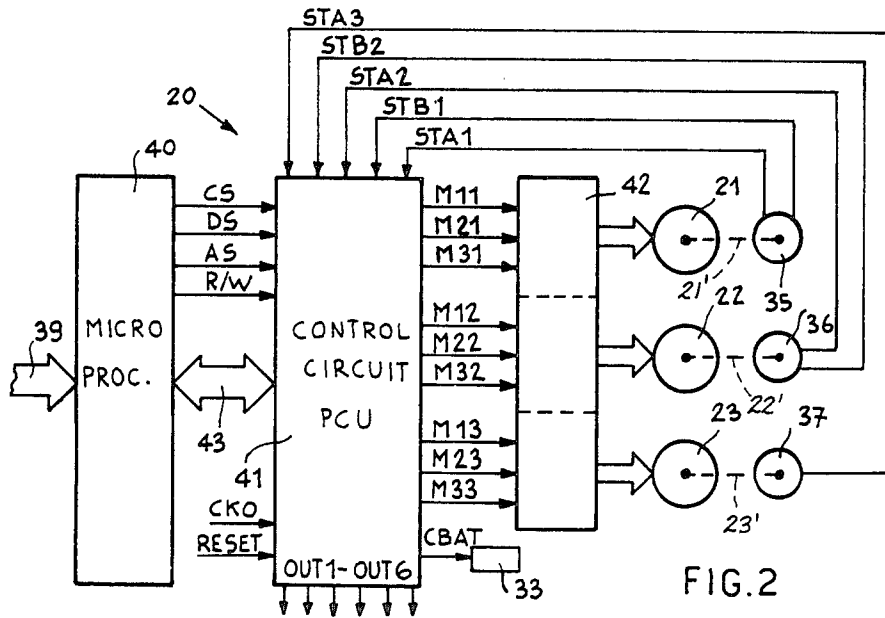 STA3
STB2
20
STA2
STB1
40
STA1
CS
M11
42
21
DS
M21
AS
M31
21'
35
R/W
22
39
MICRO
CONTROL
M12
36
PROC.
CIRCUIT
M22
PCU
M32
22'
43
M13
23
37
41
M23
CKO
M33
23'
RESET
CBAT
OUT1-OUT6
33
FIG.2